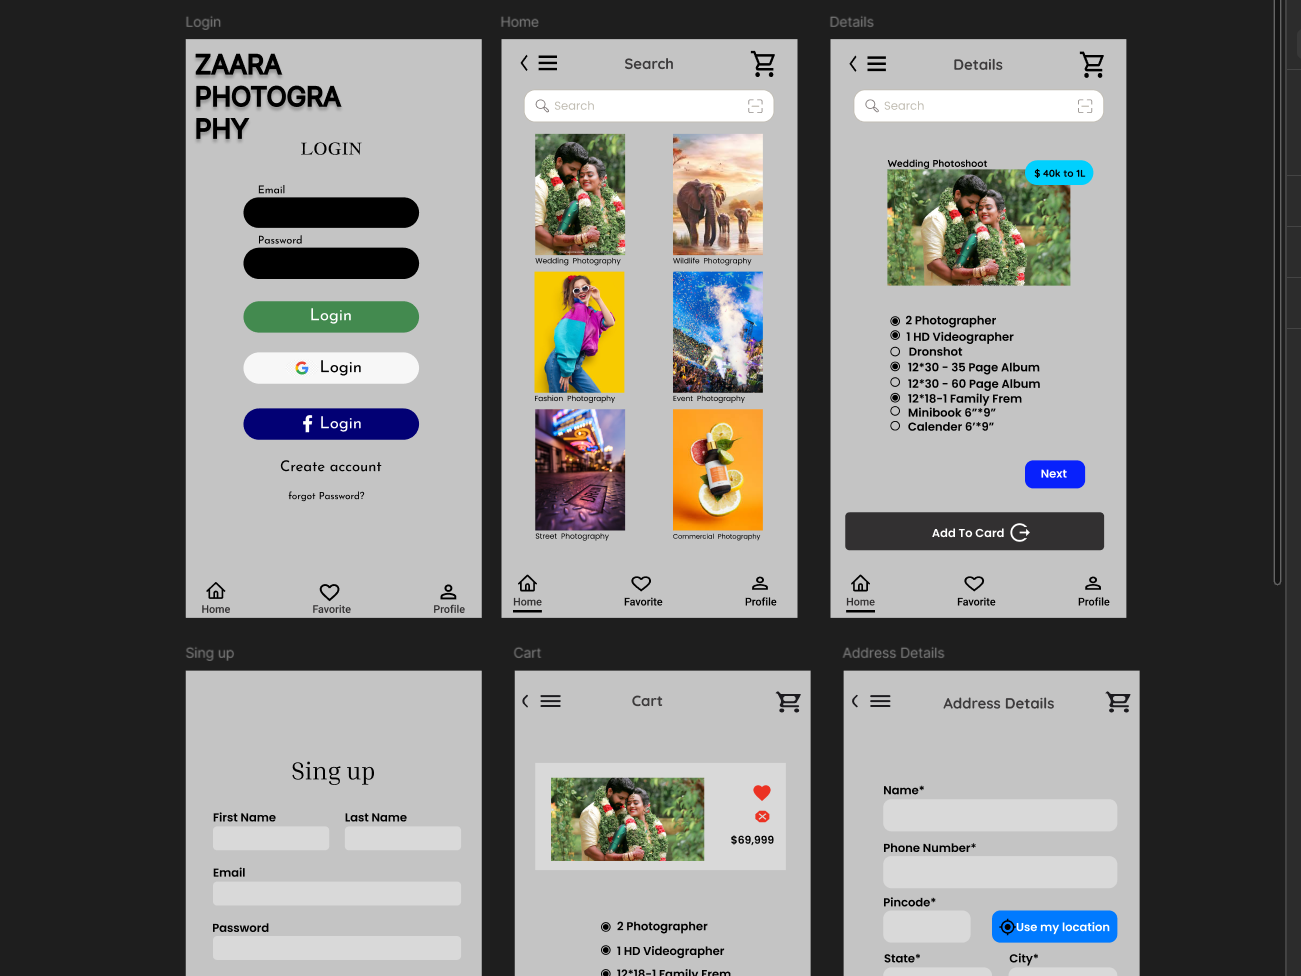 Login
ZAARA
PHOTOGRA
PHY
LOGIN
Email
Password
Login
Login
Login
Create account
forgot Password?
Home
Favorite
Profile
Home
Search
Search
Wedding Photography
Wildlife Photography
Fashion Photography
Event Photography
Street Photography
Commercial Photography
Home
Favorite
Profile
Details
Details
Search
Wedding Photoshoot
$ 40k to 1L
2 Photographer
1 HD Videographer
Dronshot
12*30 - 35 Page Album
12*30 - 60 Page Album
12*18-1 Family Frem
Minibook 6”*9”
Calender 6’*9”
Next
Add To Card
Home
Favorite
Profile
Sing up
Sing up
First Name
Last Name
Email
Password
Cart
Cart
$69,999
2 Photographer
1 HD Videographer
12*18-1 Family Frem
Address Details
Address Details
Name*
Phone Number*
Pincode*
Use my location
State*
City*